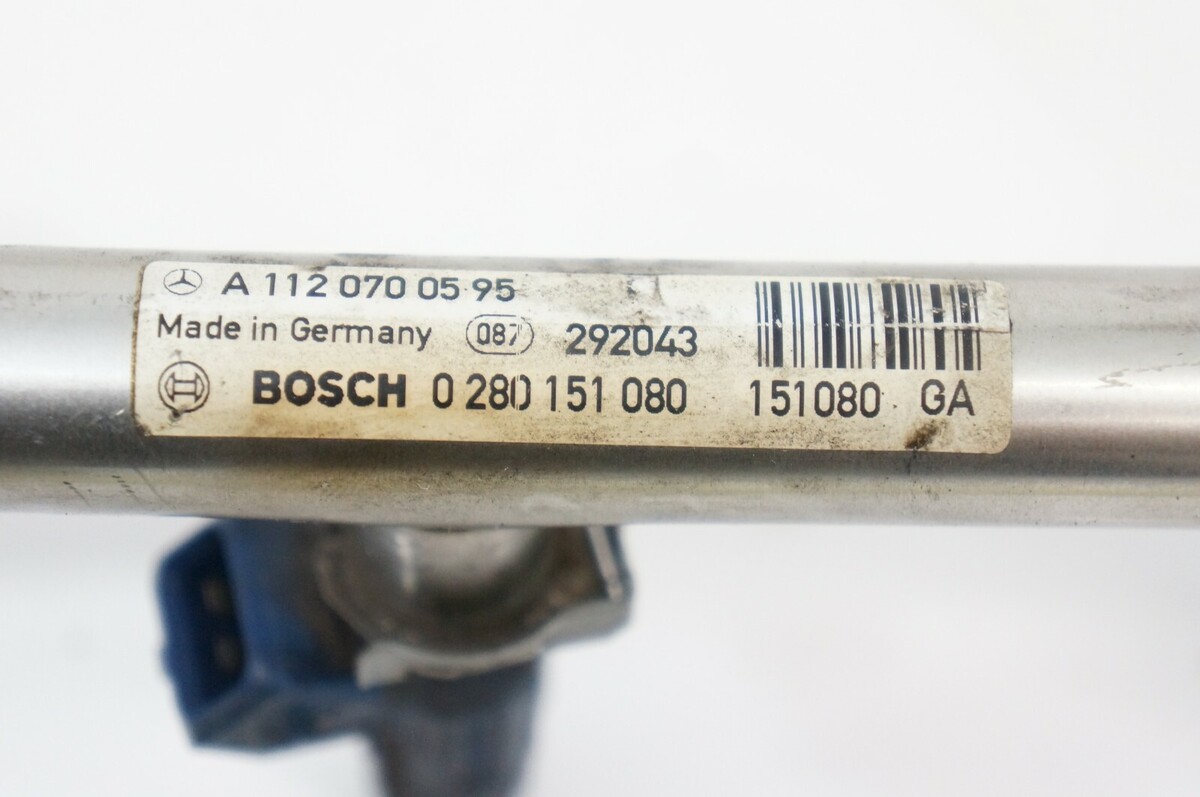 A 112 070 05 95
Made in Germany 087 292043
BOSCH 0 280 151 080 151080 GA